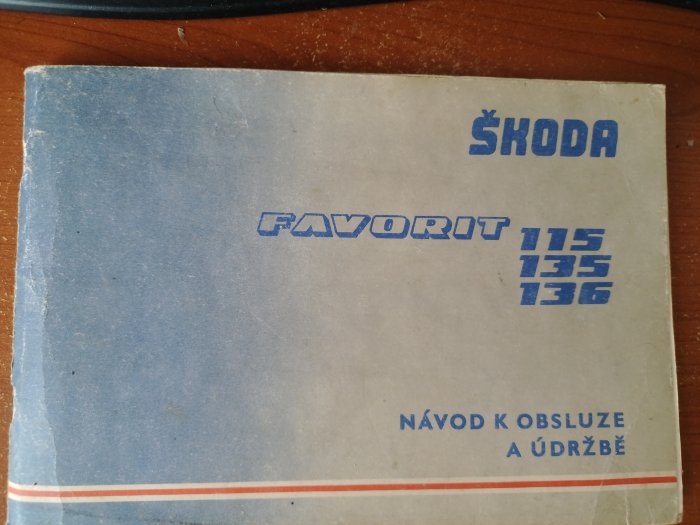 ŠKODA
FAVORIT 115
135
136
NÁVOD K OBSLUZE
A ÚDRŽBĚ